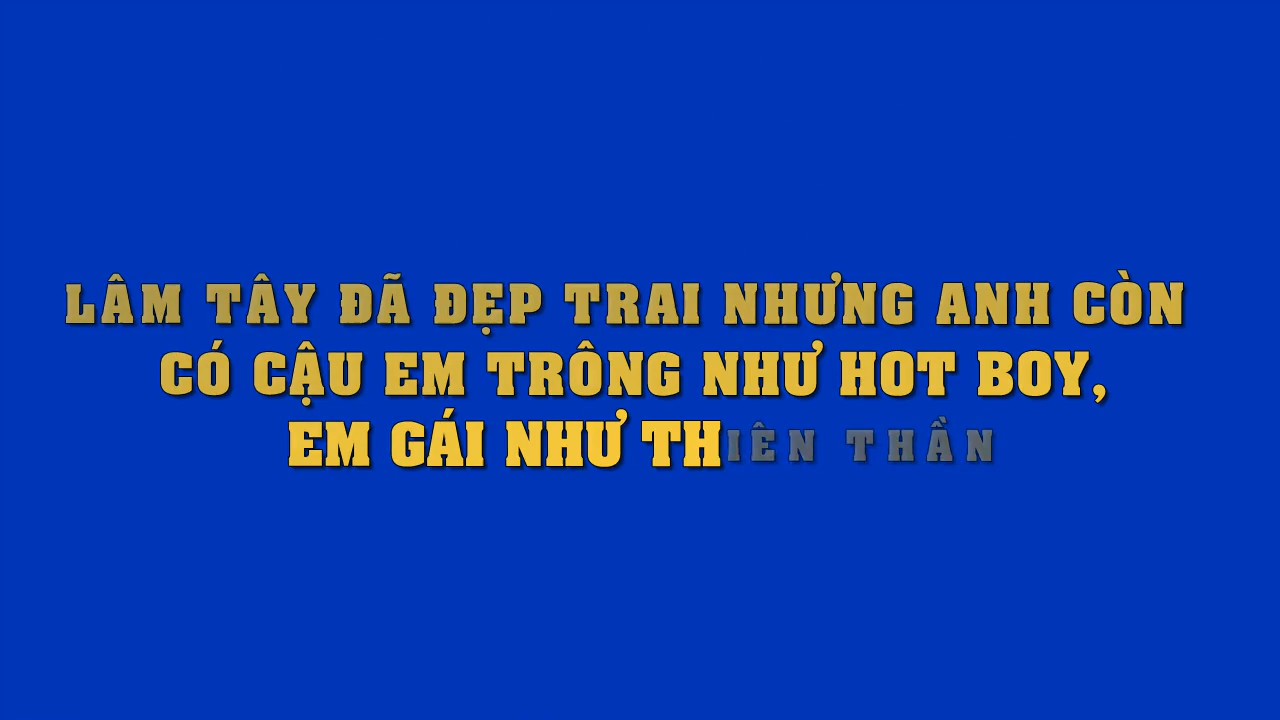 LÂM TÂY ĐÃ ĐẸP TRAI NHƯNG ANH CÒN
CÓ CẬU EM TRÔNG NHƯ HOT BOY,
EM GÁI NHƯ THIÊN THẦN